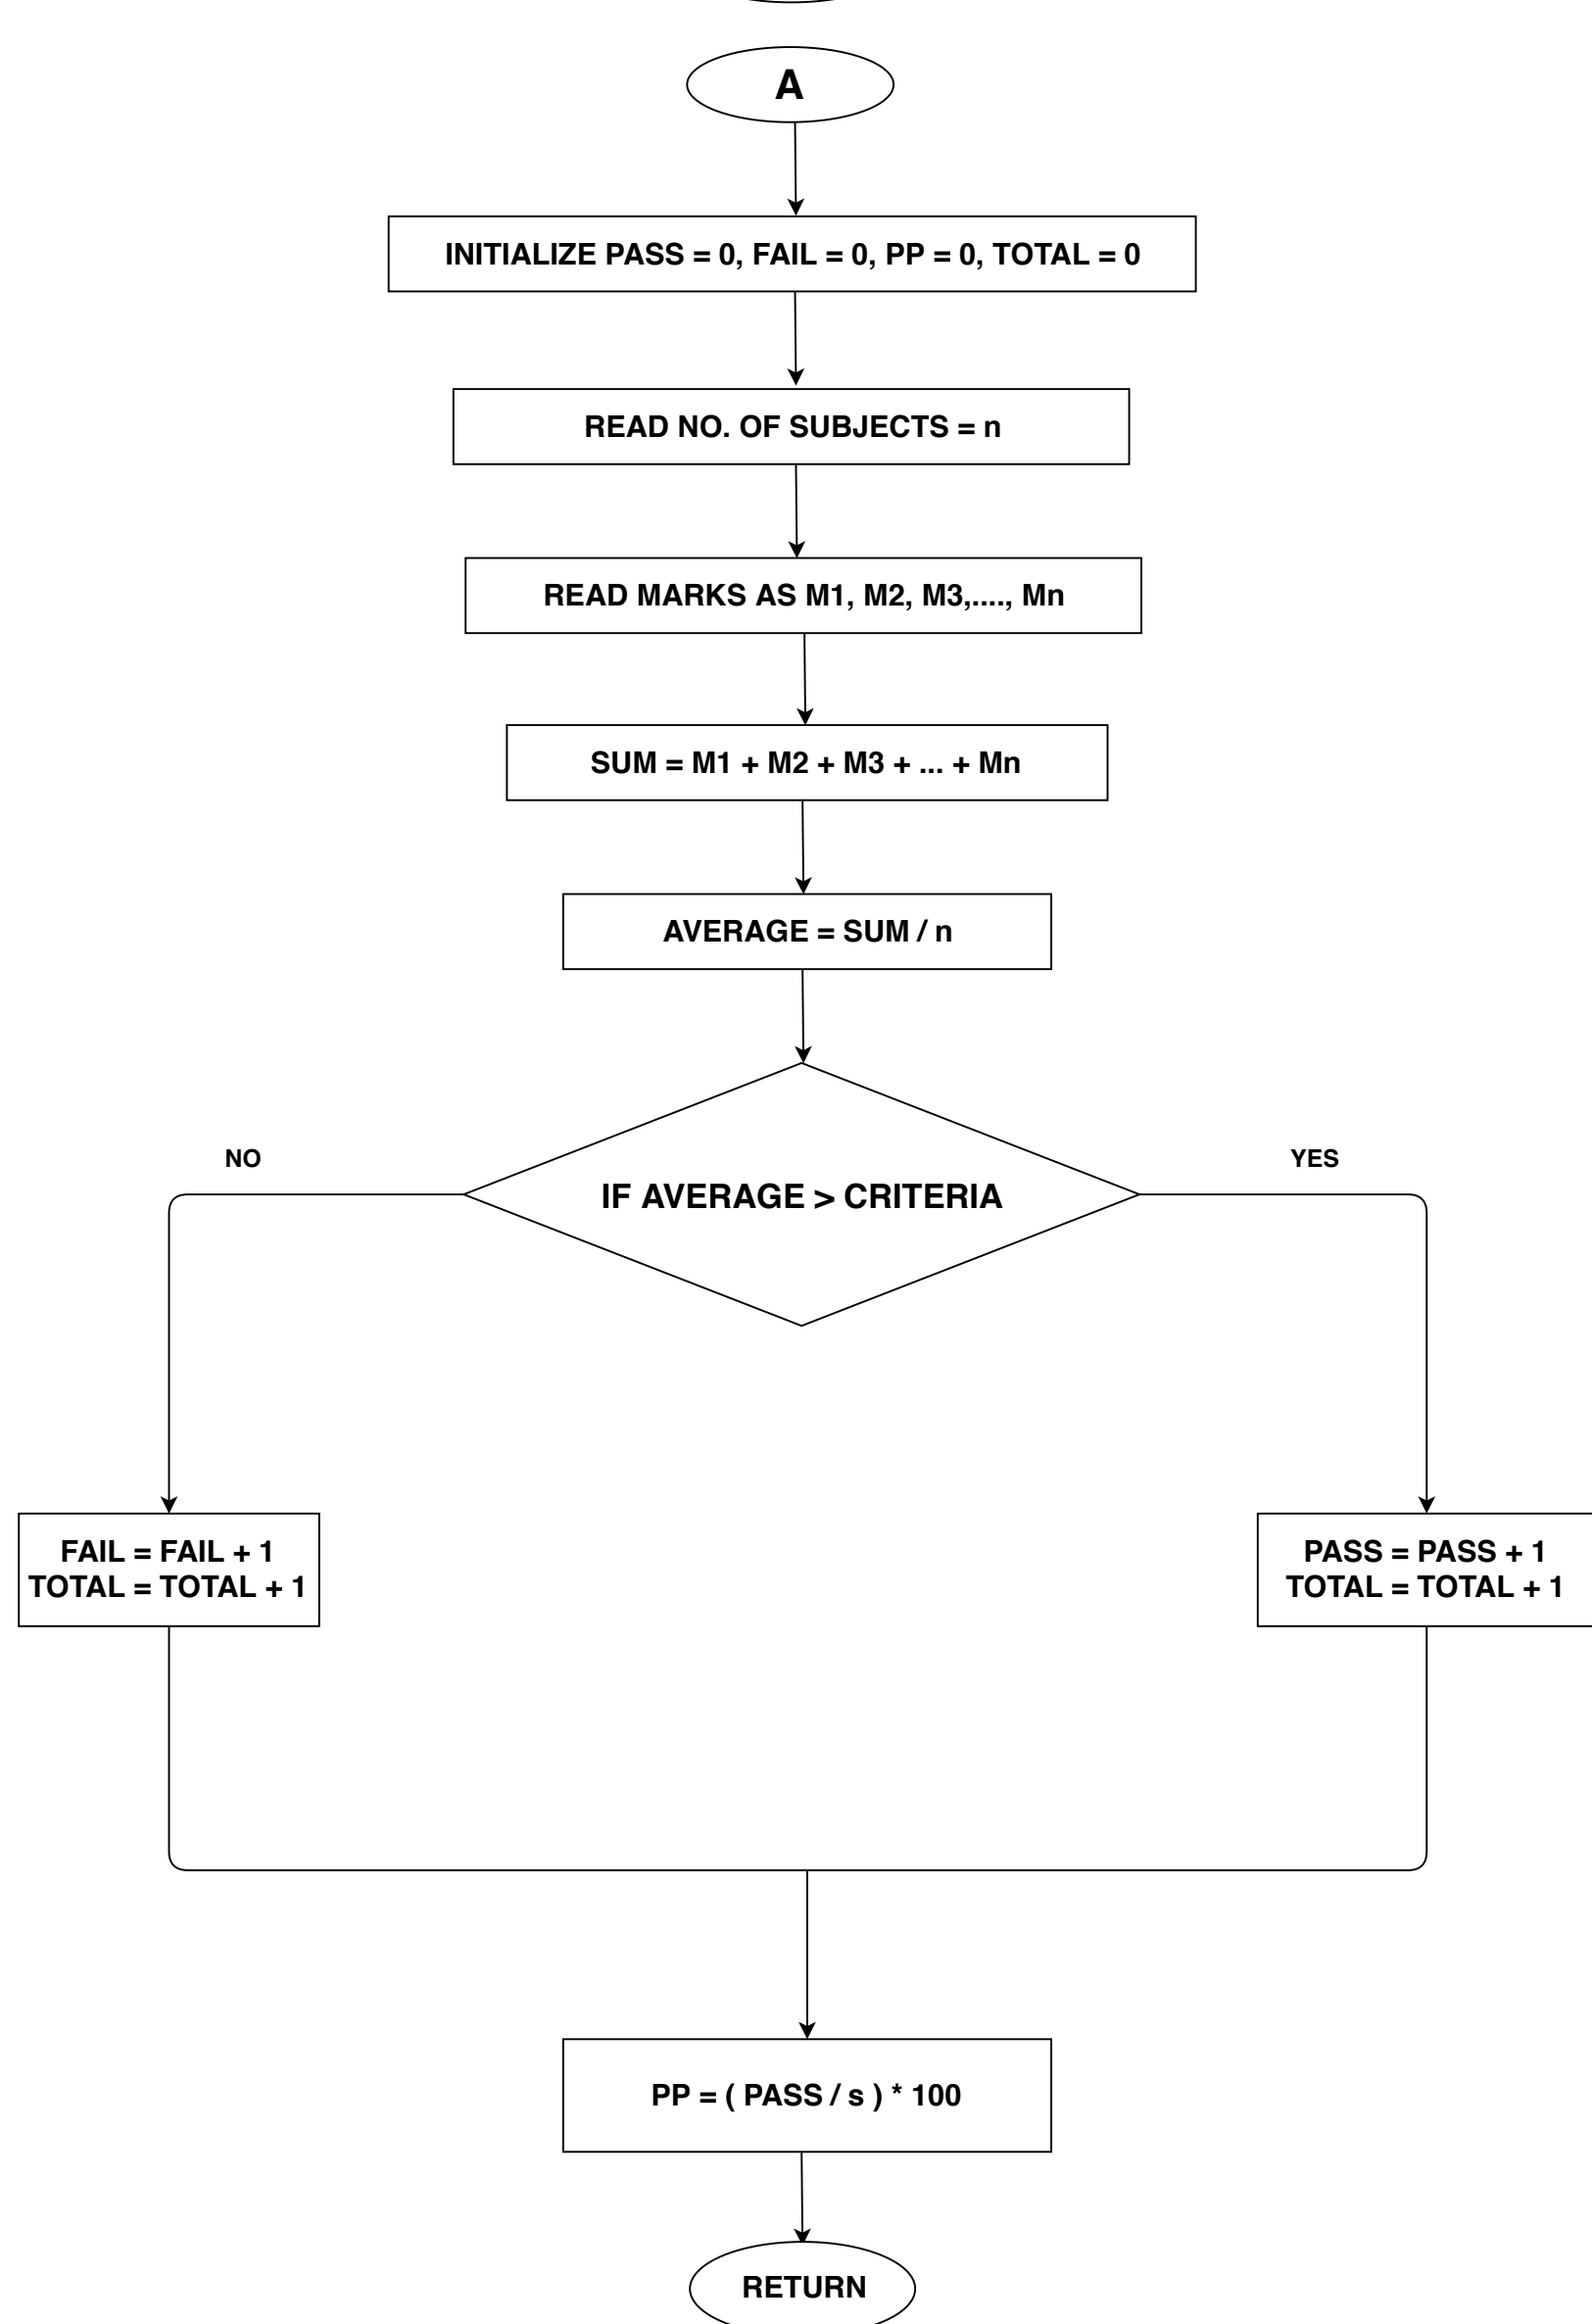 A
INITIALIZE PASS = 0, FAIL = 0, PP = 0, TOTAL = 0
READ NO. OF SUBJECTS = n
READ MARKS AS M1, M2, M3,...., Mn
SUM = M1 + M2 + M3 + ... + Mn
AVERAGE = SUM / n
IF AVERAGE > CRITERIA
NO
YES
FAIL = FAIL + 1
TOTAL = TOTAL + 1
PASS = PASS + 1
TOTAL = TOTAL + 1
PP = ( PASS / s ) * 100
RETURN